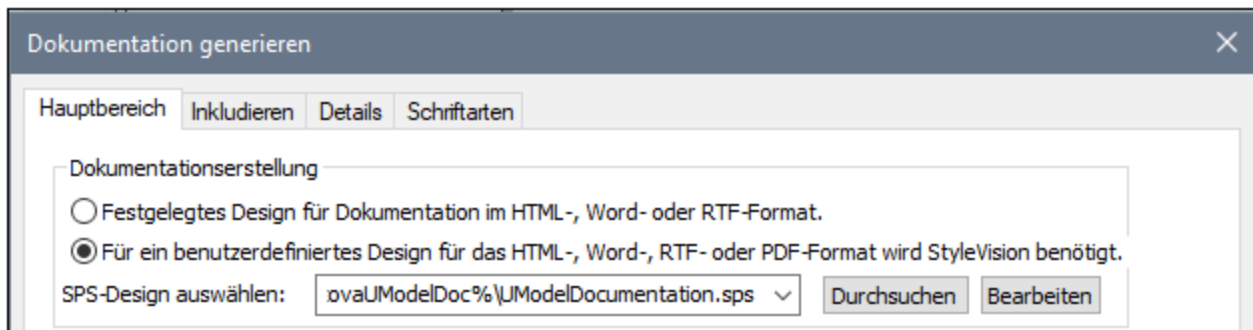 Dokumentation generieren
Hauptbereich Inkludieren Details Schriftarten
Dokumentationserstellung
Festgelegtes Design für Dokumentation im HTML-, Word- oder RTF-Format.
Für ein benutzerdefiniertes Design für das HTML-, Word-, RTF- oder PDF-Format wird StyleVision benötigt.
SPS-Design auswählen: ovaUModelDoc%\UModelDocumentation.sps Durchsuchen Bearbeiten